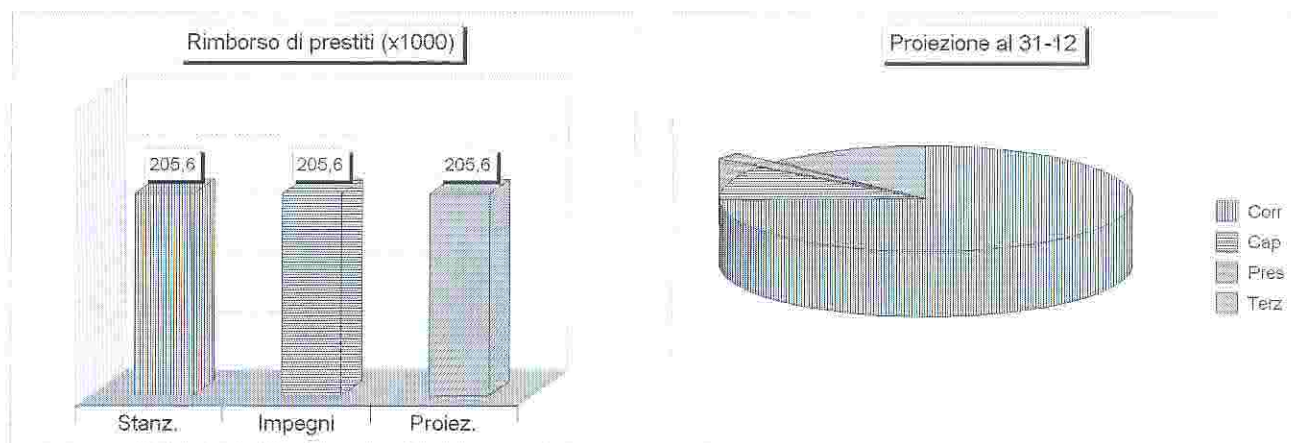 Rimborso di prestiti (x1000)
205,6
205,6
205,6
Stanz.
Impegni
Proiez.
Proiezione al 31-12
Corr
Cap
Pres
Terz